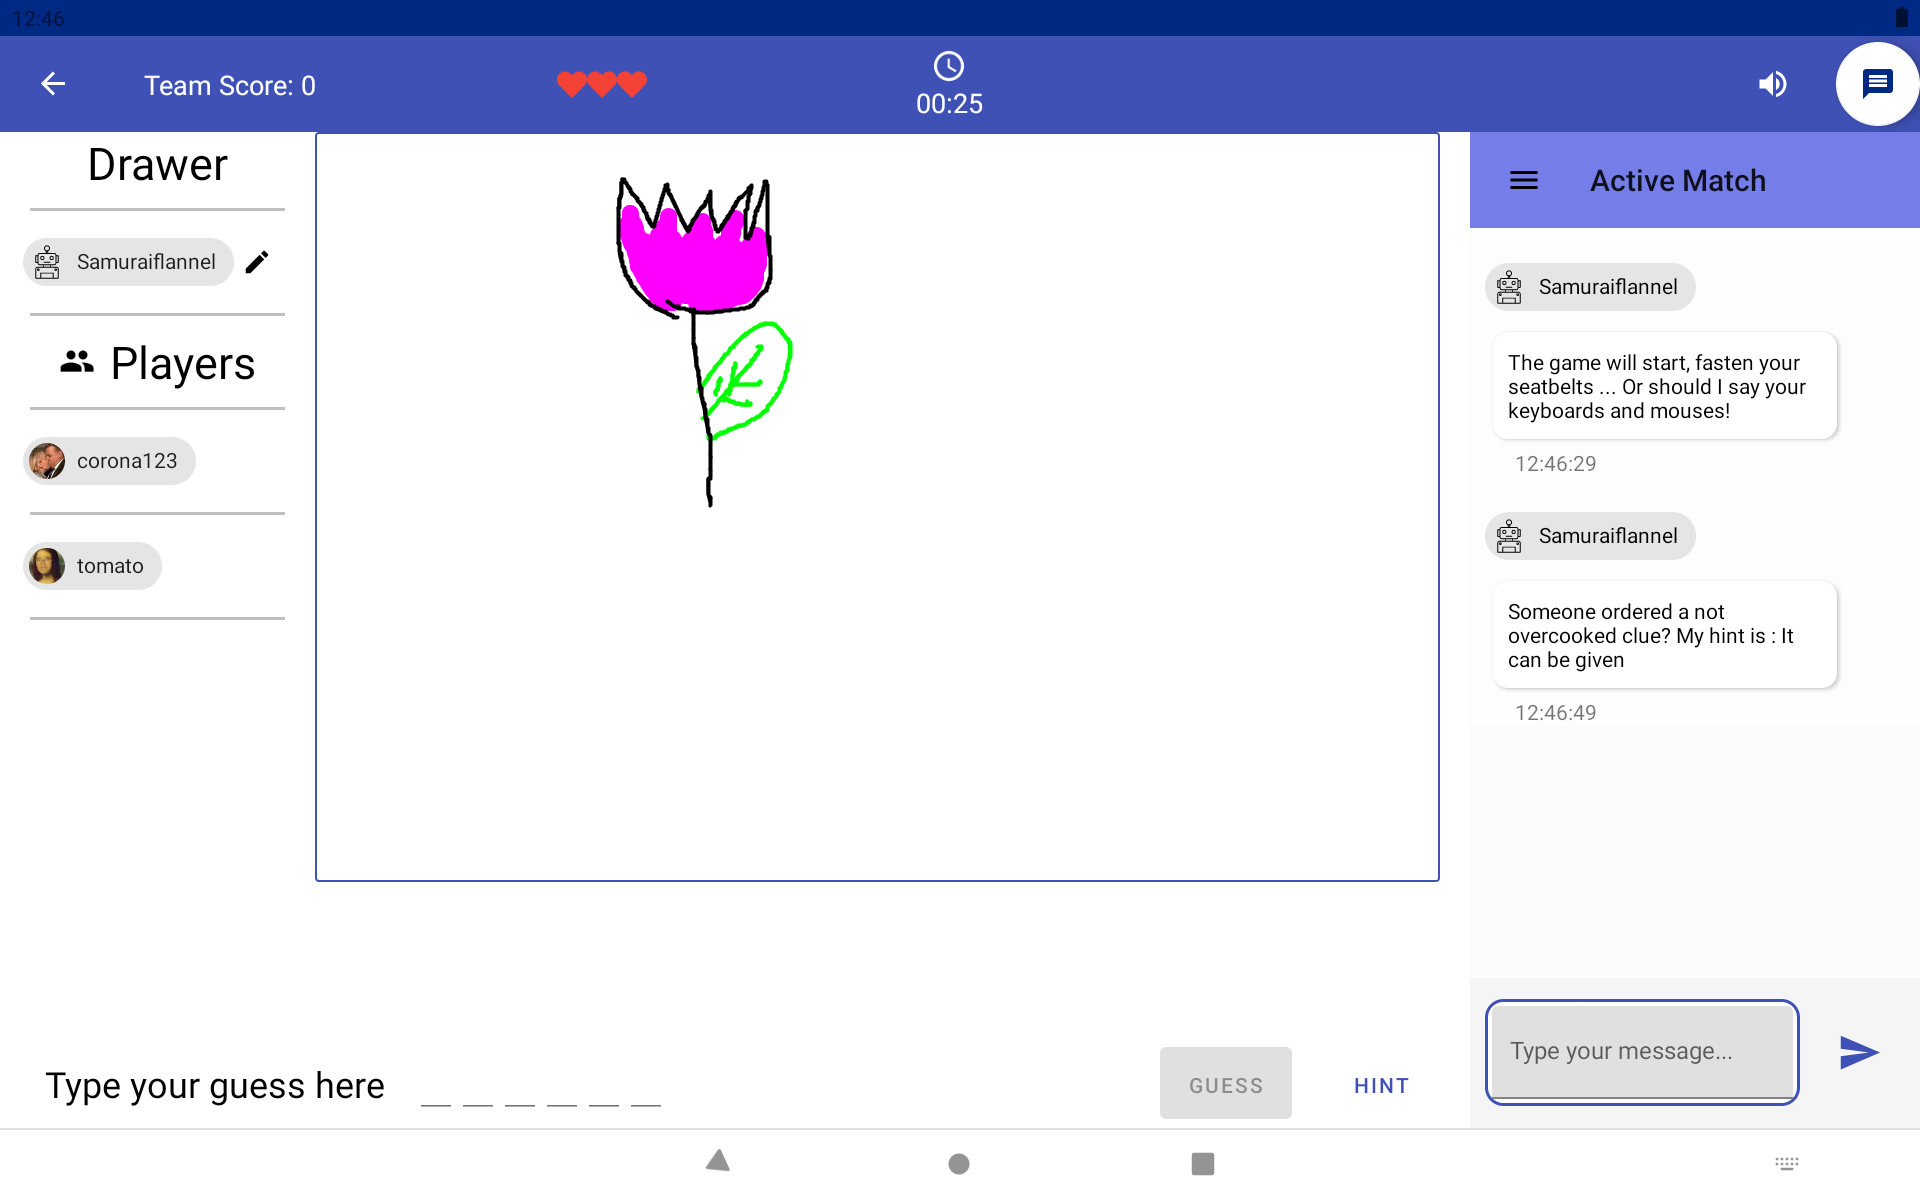 12:46
Team Score: 0
00:25
Drawer
Samuraiflannel
Players
corona123
tomato
Active Match
Samuraiflannel
The game will start, fasten your
seatbelts ... Or should I say your
keyboards and mouses!
12:46:29
Samuraiflannel
Someone ordered a not
overcooked clue? My hint is : It
can be given
12:46:49
Type your guess here
GUESS
HINT
Type your message...